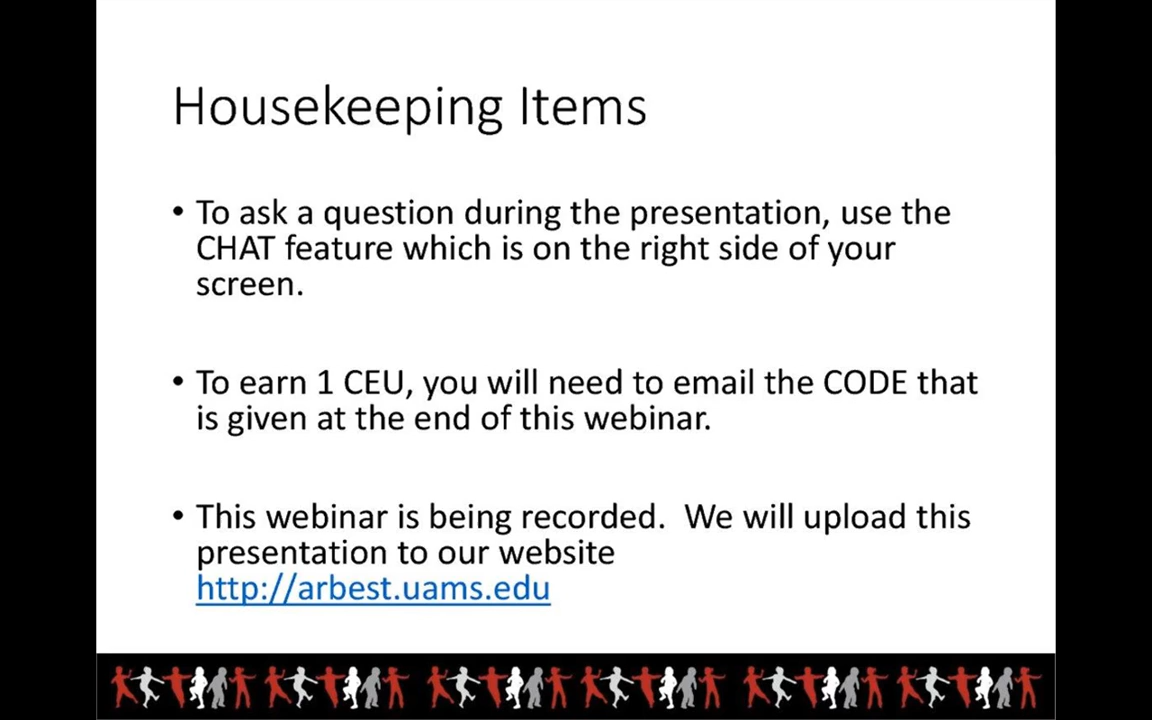 Housekeeping Items
• To ask a question during the presentation, use the
CHAT feature which is on the right side of your
screen.
• To earn 1 CEU, you will need to email the CODE that
is given at the end of this webinar.
• This webinar is being recorded.  We will upload this
presentation to our website
http://arbest.uams.edu